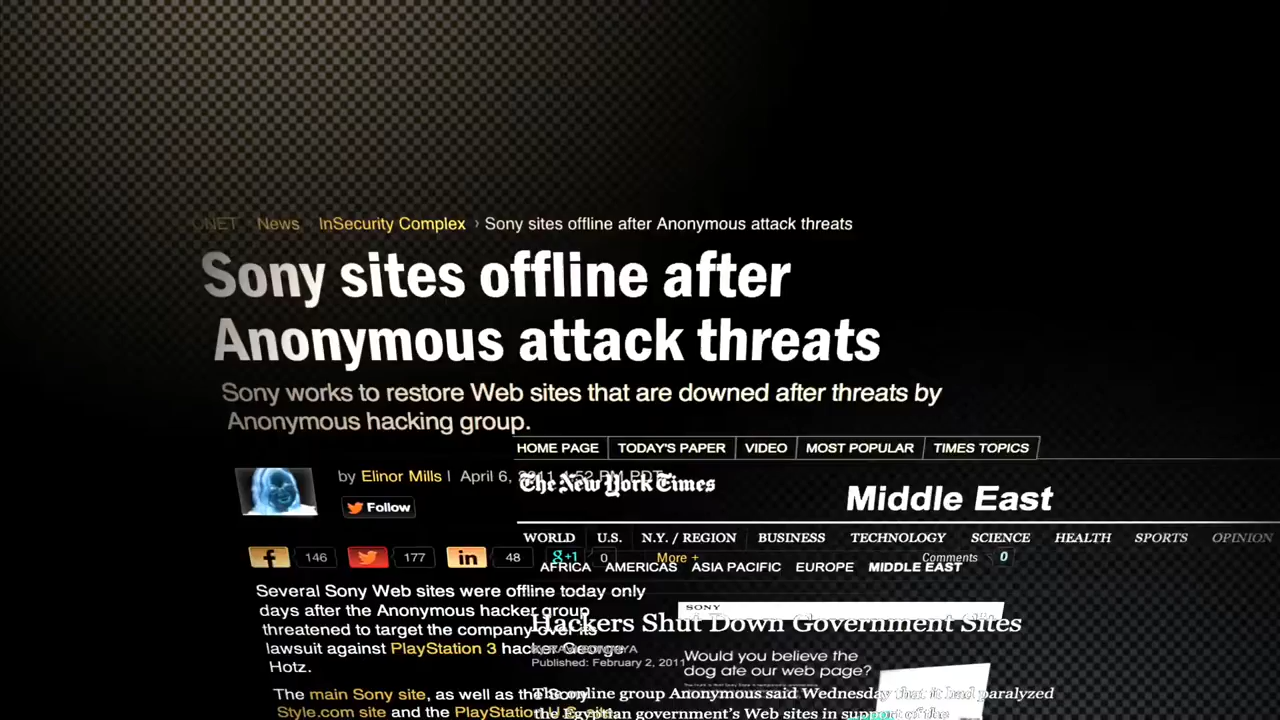 News InSecurity Complex › Sony sites offline after Anonymous attack threats
Sony sites offline after
Anonymous attack threats
Sony works to restore Web sites that are downed after threats by
Anonymous hacking group.
by Elinor Mills | April 6, 2011 4:52 PM PDT
Follow
146 177 in 48 g+1 0 More + Comments 0
Several Sony Web sites were offline today only
days after the Anonymous hacker group
threatened to target the company over its
lawsuit against PlayStation 3 hacker George
Hotz.
The main Sony site, as well as the Sony
Style.com site and the PlayStation U.S. site
HOME PAGE TODAY'S PAPER VIDEO MOST POPULAR TIMES TOPICS
The New York Times
Middle East
WORLD U.S. N.Y. / REGION BUSINESS TECHNOLOGY SCIENCE HEALTH SPORTS OPINION
AFRICA AMERICAS ASIA PACIFIC EUROPE MIDDLE EAST
SONY
Hackers Shut Down Government Sites
Published: February 2, 2011
Would you believe the
dog ate our web page?
The online group Anonymous said Wednesday that it had paralyzed
the Egyptian government's Web sites in support of the